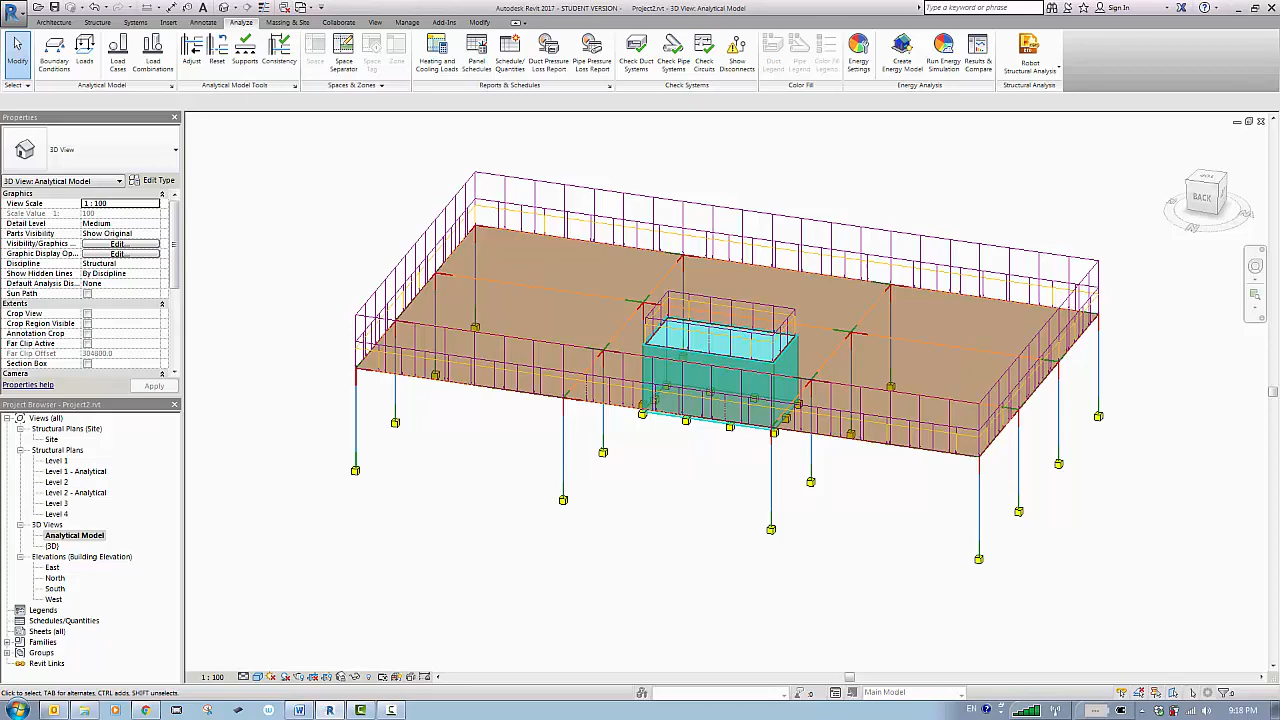 Autodesk Revit 2017 - STUDENT VERSION - Project2.rvt - 3D View: Analytical Model
Type a keyword or phrase
Sign In
Architecture Structure Systems Insert Annotate Analyze Massing & Site Collaborate View Manage Add-Ins Modify
Modify
Boundary Conditions
Loads
Load Cases
Load Combinations
Adjust
Reset
Supports
Consistency
Space
Space Separator
Space Tag
Zone
Heating and Cooling Loads
Panel Schedules
Schedule/ Quantities
Duct Pressure Loss Report
Pipe Pressure Loss Report
Check Duct Systems
Check Pipe Systems
Check Circuits
Show Disconnects
Duct Legend
Pipe Legend
Color Fill Legend
Energy Settings
Create Energy Model
Run Energy Simulation
Results & Compare
Robot Structural Analysis
Select
Analytical Model
Analytical Model Tools
Spaces & Zones
Reports & Schedules
Check Systems
Color Fill
Energy Analysis
Structural Analysis
Properties
3D View
3D View: Analytical Model
Edit Type
Graphics
View Scale 1 : 100
Scale Value 1: 100
Detail Level Medium
Parts Visibility Show Original
Visibility/Graphics ... Edit...
Graphic Display Op... Edit...
Discipline Structural
Show Hidden Lines By Discipline
Default Analysis Dis... None
Sun Path
Extents
Crop View
Crop Region Visible
Annotation Crop
Far Clip Active
Far Clip Offset 304800.0
Section Box
Camera
Properties help
Apply
Project Browser - Project2.rvt
Views (all)
Structural Plans (Site)
Site
Structural Plans
Level 1
Level 1 - Analytical
Level 2
Level 2 - Analytical
Level 3
Level 4
3D Views
Analytical Model
{3D}
Elevations (Building Elevation)
East
North
South
West
Legends
Schedules/Quantities
Sheets (all)
Families
Groups
Revit Links
BACK
1 : 100
Click to select, TAB for alternates, CTRL adds, SHIFT unselects.
:0
Main Model
:0
EN
9:18 PM